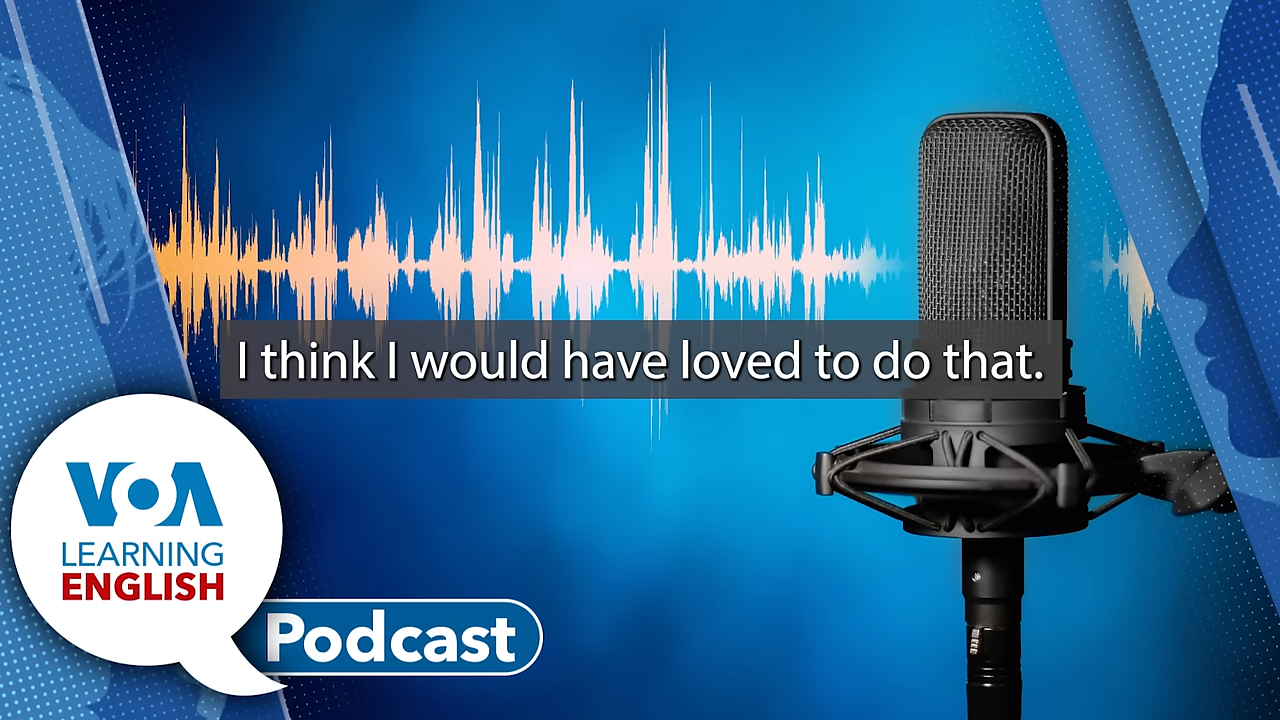 I think I would have loved to do that.
VOA
LEARNING
ENGLISH
Podcast